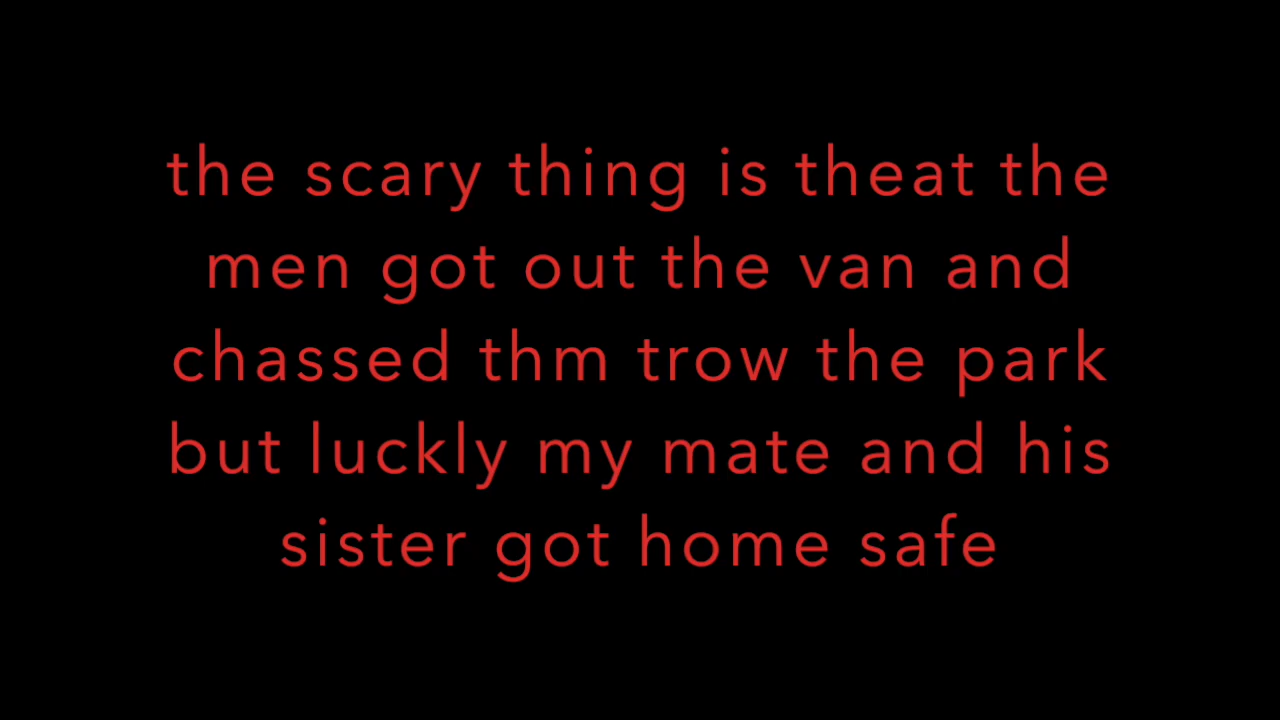 the scary thing is theat the
men got out the van and
chassed thm trow the park
but luckly my mate and his
sister got home safe